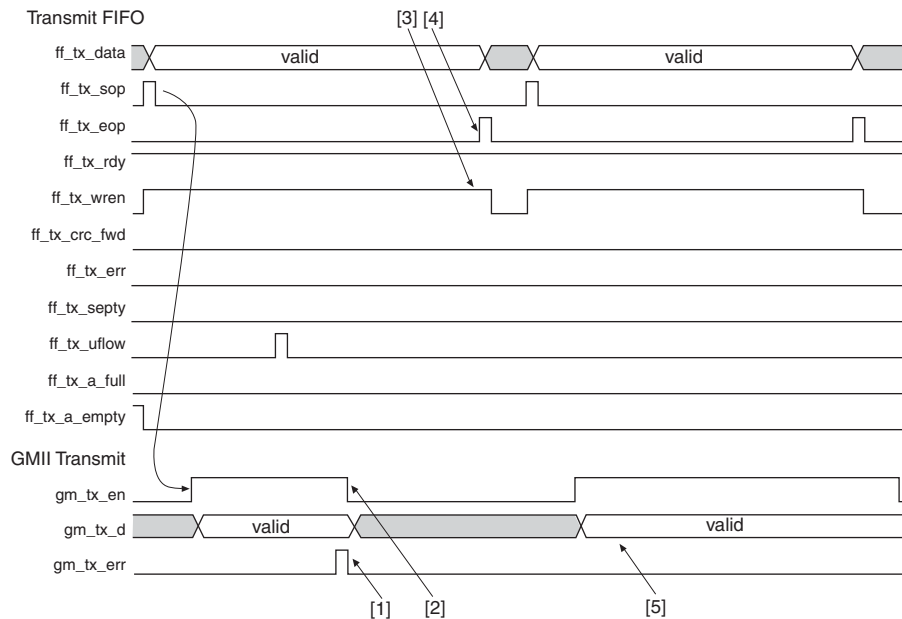 Transmit FIFO
[3] [4]
ff_tx_data
valid
valid
ff_tx_sop
ff_tx_eop
ff_tx_rdy
ff_tx_wren
ff_tx_crc_fwd
ff_tx_err
ff_tx_septy
ff_tx_uflow
ff_tx_a_full
ff_tx_a_empty
GMII Transmit
gm_tx_en
gm_tx_d
valid
valid
gm_tx_err
[1]
[2]
[5]